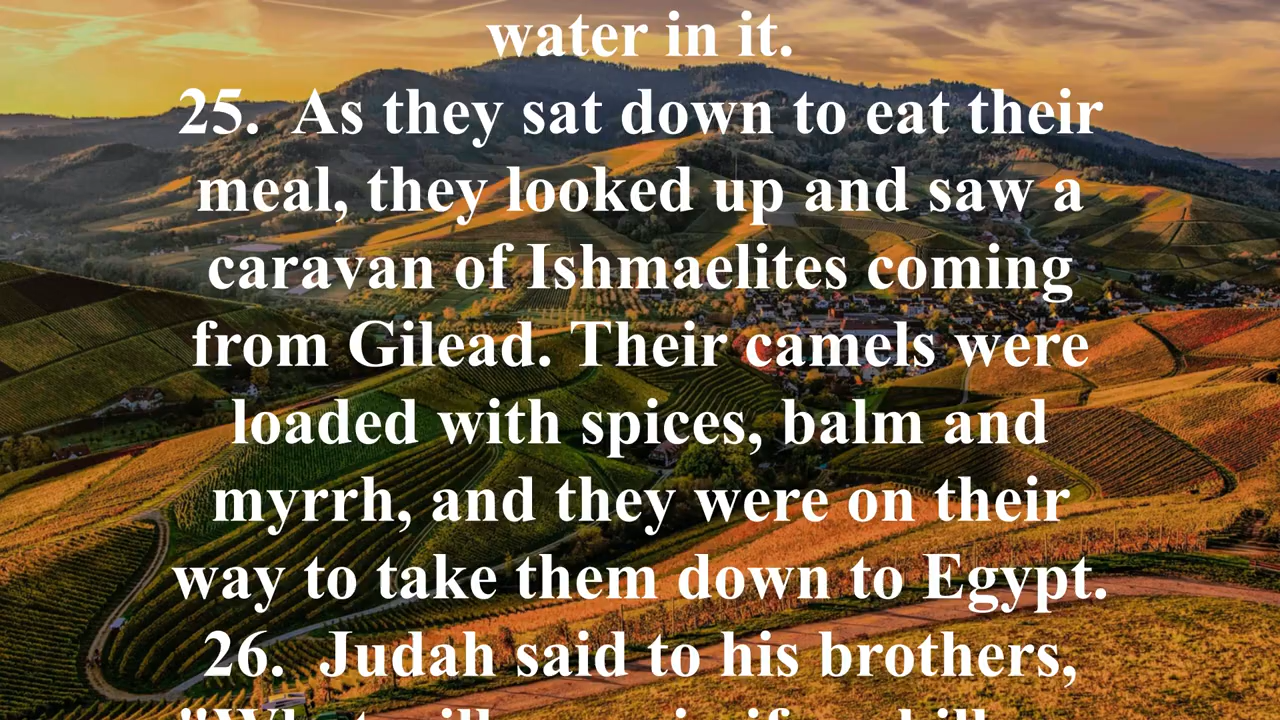 water in it.
25. As they sat down to eat their
meal, they looked up and saw a
caravan of Ishmaelites coming
from Gilead. Their camels were
loaded with spices, balm and
myrrh, and they were on their
way to take them down to Egypt.
26. Judah said to his brothers,